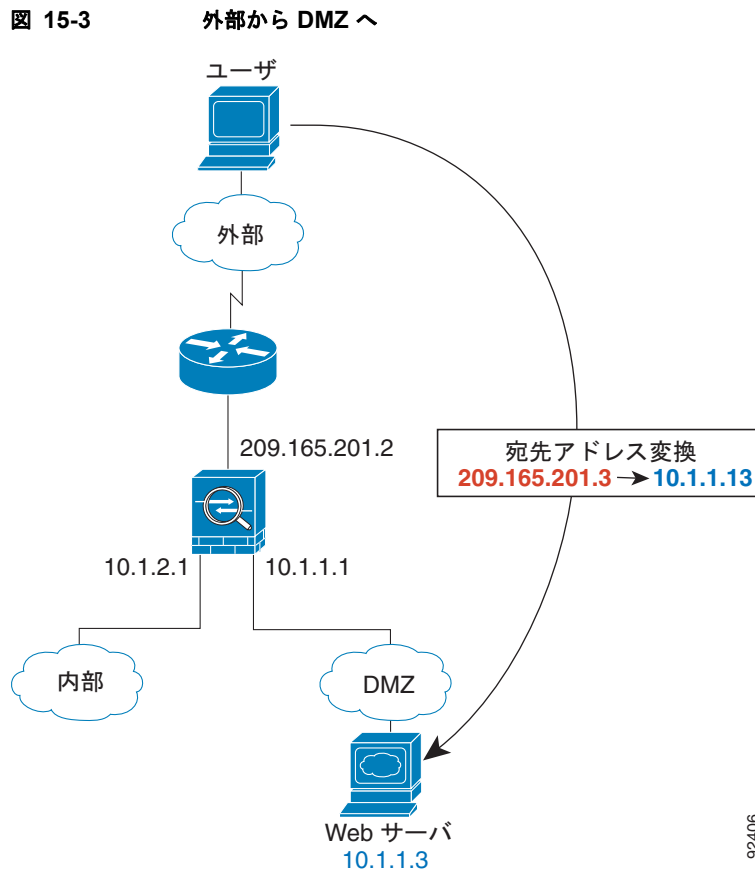 図 15-3 外部から DMZ へ
ユーザ
外部
209.165.201.2
宛先アドレス変換
209.165.201.3 → 10.1.1.13
10.1.2.1
10.1.1.1
内部
DMZ
Web サーバ
10.1.1.3
92406